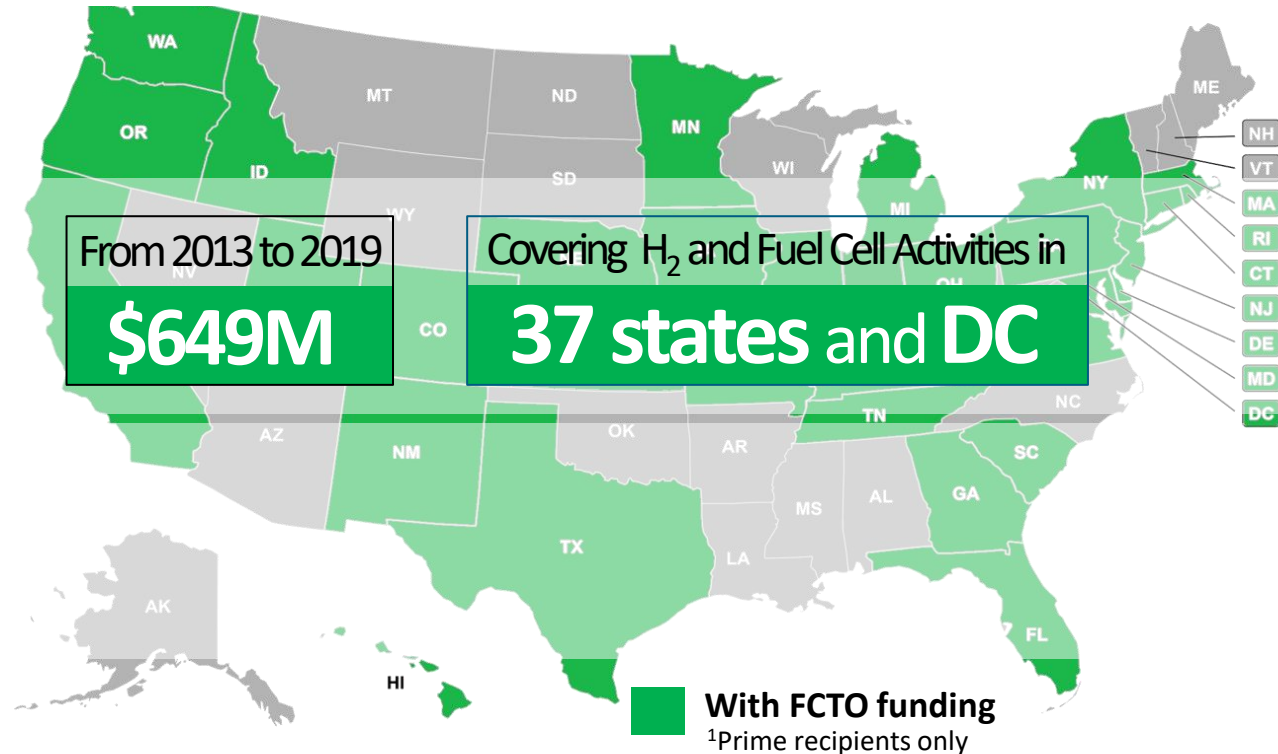 WA
MT
ND
MN
ME
OR
ID
SD
WI
NH
VT
WY
NY
MI
MA
RI
CT
NJ
DE
MD
DC
From 2013 to 2019
$649M
Covering H₂ and Fuel Cell Activities in
37 states and DC
NV
CO
OH
AZ
NM
OK
AR
TN
NC
SC
MS
AL
GA
TX
LA
AK
FL
HI
With FCTO funding
¹Prime recipients only